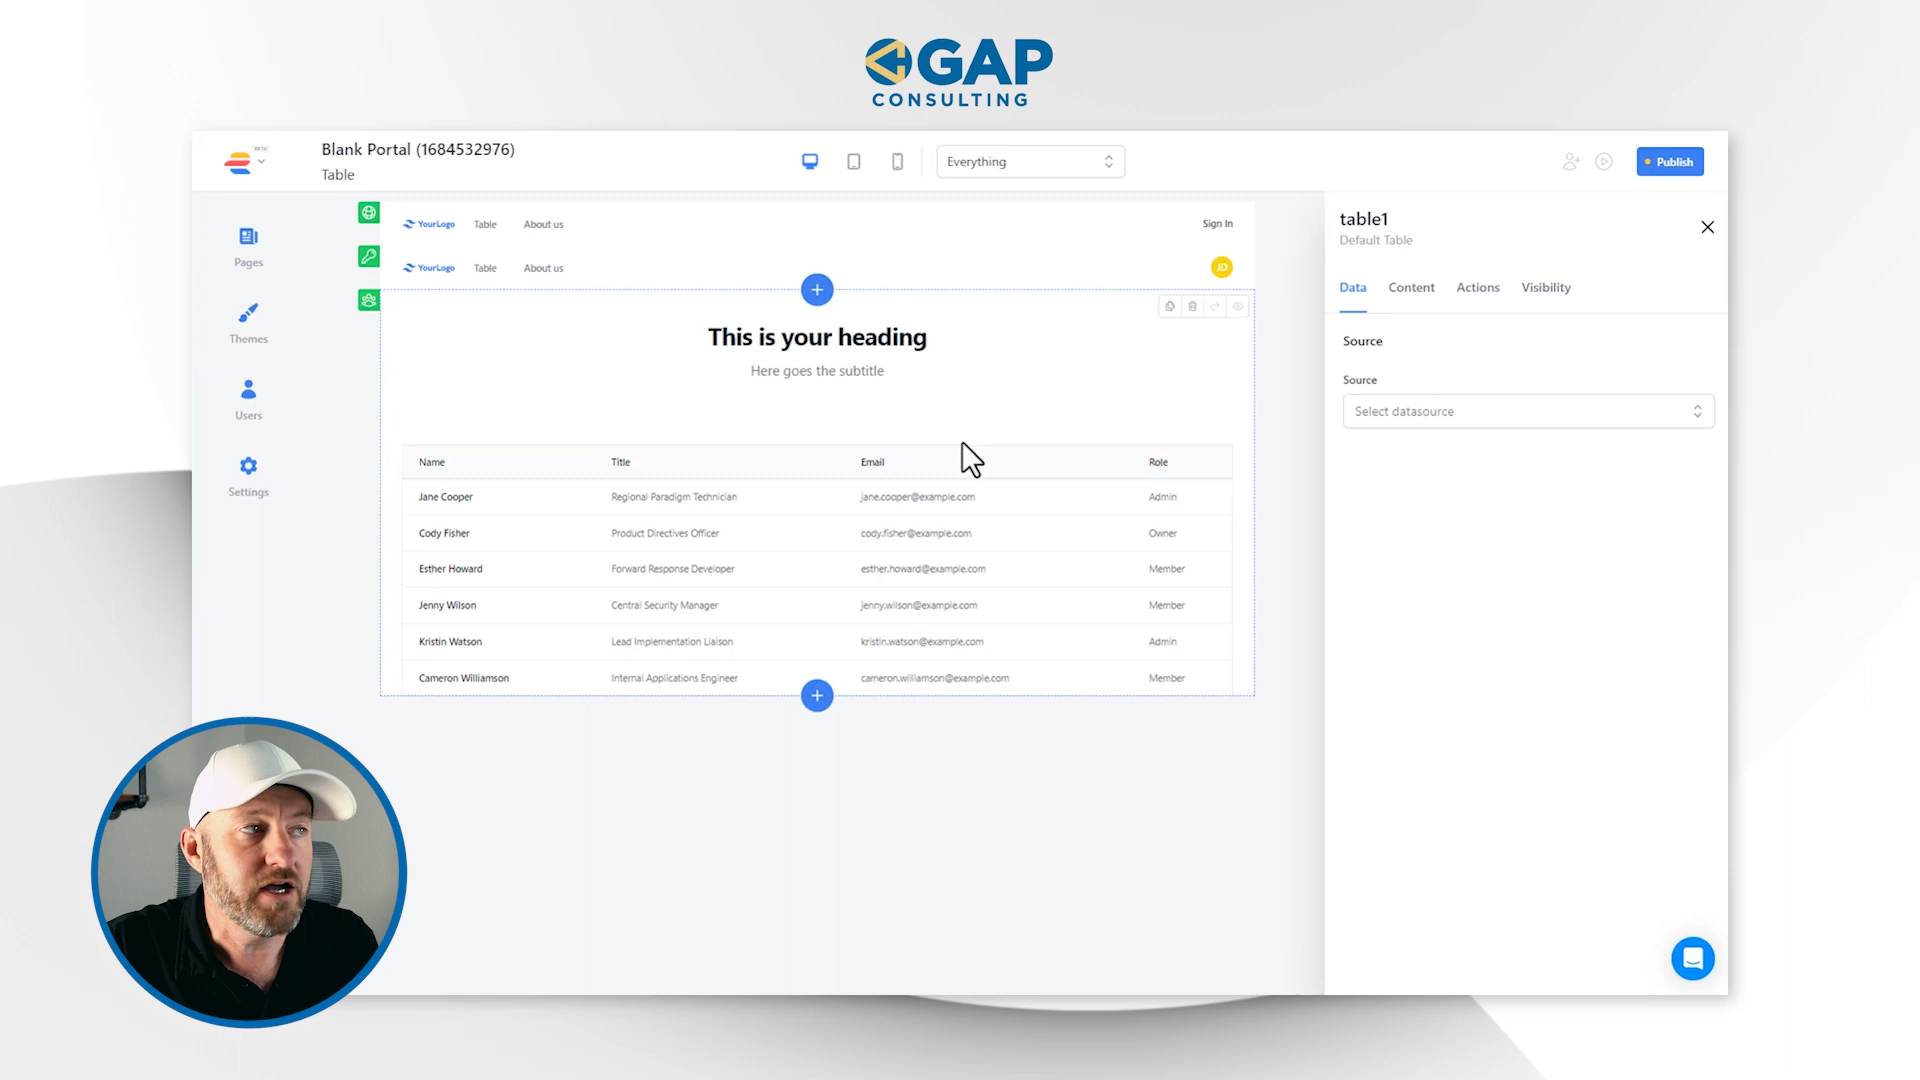 GAP
CONSULTING
BETA
Blank Portal (1684532976)
Table
Everything
Publish
Pages
Themes
Users
Settings
YourLogo Table About us Sign In
YourLogo Table About us JD
This is your heading
Here goes the subtitle
Name Title Email Role
Jane Cooper Regional Paradigm Technician jane.cooper@example.com Admin
Cody Fisher Product Directives Officer cody.fisher@example.com Owner
Esther Howard Forward Response Developer esther.howard@example.com Member
Jenny Wilson Central Security Manager jenny.wilson@example.com Member
Kristin Watson Lead Implementation Liaison kristin.watson@example.com Admin
Cameron Williamson Internal Applications Engineer cameron.williamson@example.com Member
table1
Default Table
Data Content Actions Visibility
Source
Source
Select datasource